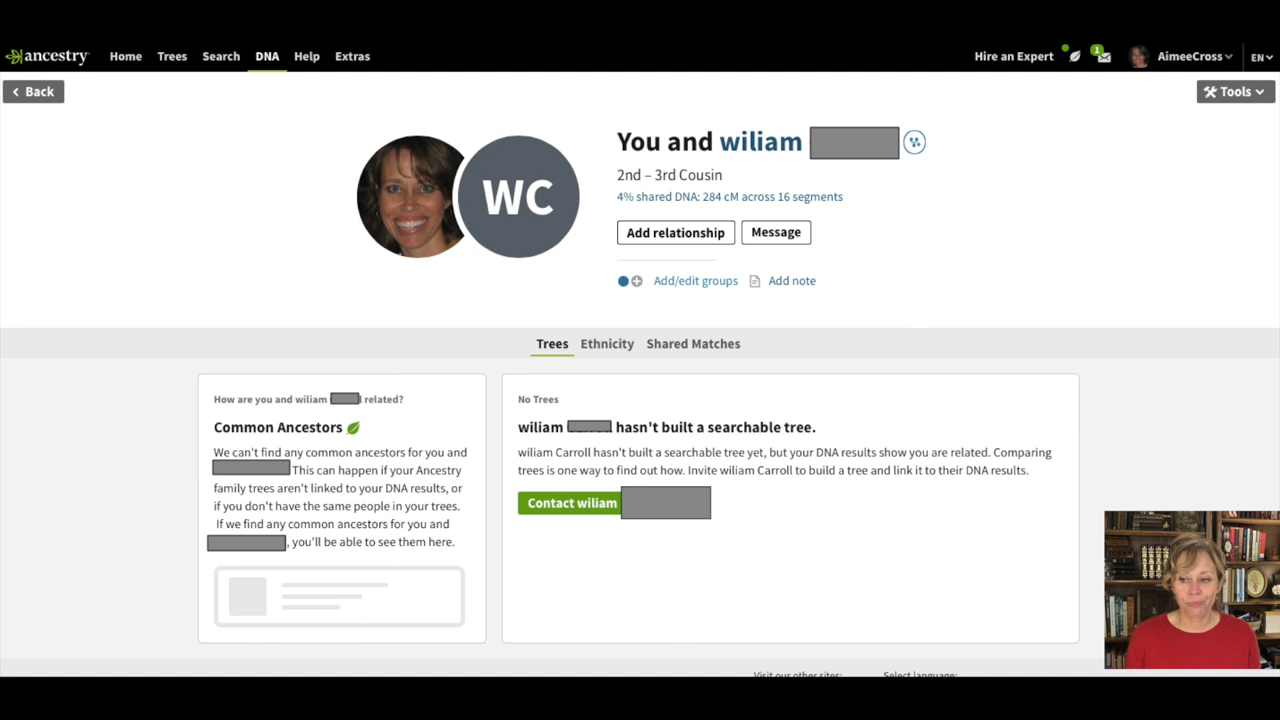 ancestry Home Trees Search DNA Help Extras Hire an Expert 1 AimeeCross EN
Back Tools
WC
You and wiliam
2nd – 3rd Cousin
4% shared DNA: 284 cM across 16 segments
Add relationship Message
Add/edit groups Add note
Trees Ethnicity Shared Matches
How are you and wiliam related?
Common Ancestors
We can't find any common ancestors for you and
This can happen if your Ancestry
family trees aren't linked to your DNA results, or
if you don't have the same people in your trees.
If we find any common ancestors for you and
, you'll be able to see them here.
No Trees
wiliam hasn't built a searchable tree.
wiliam Carroll hasn't built a searchable tree yet, but your DNA results show you are related. Comparing
trees is one way to find out how. Invite wiliam Carroll to build a tree and link it to their DNA results.
Contact wiliam
Visit our other sites: Select language: